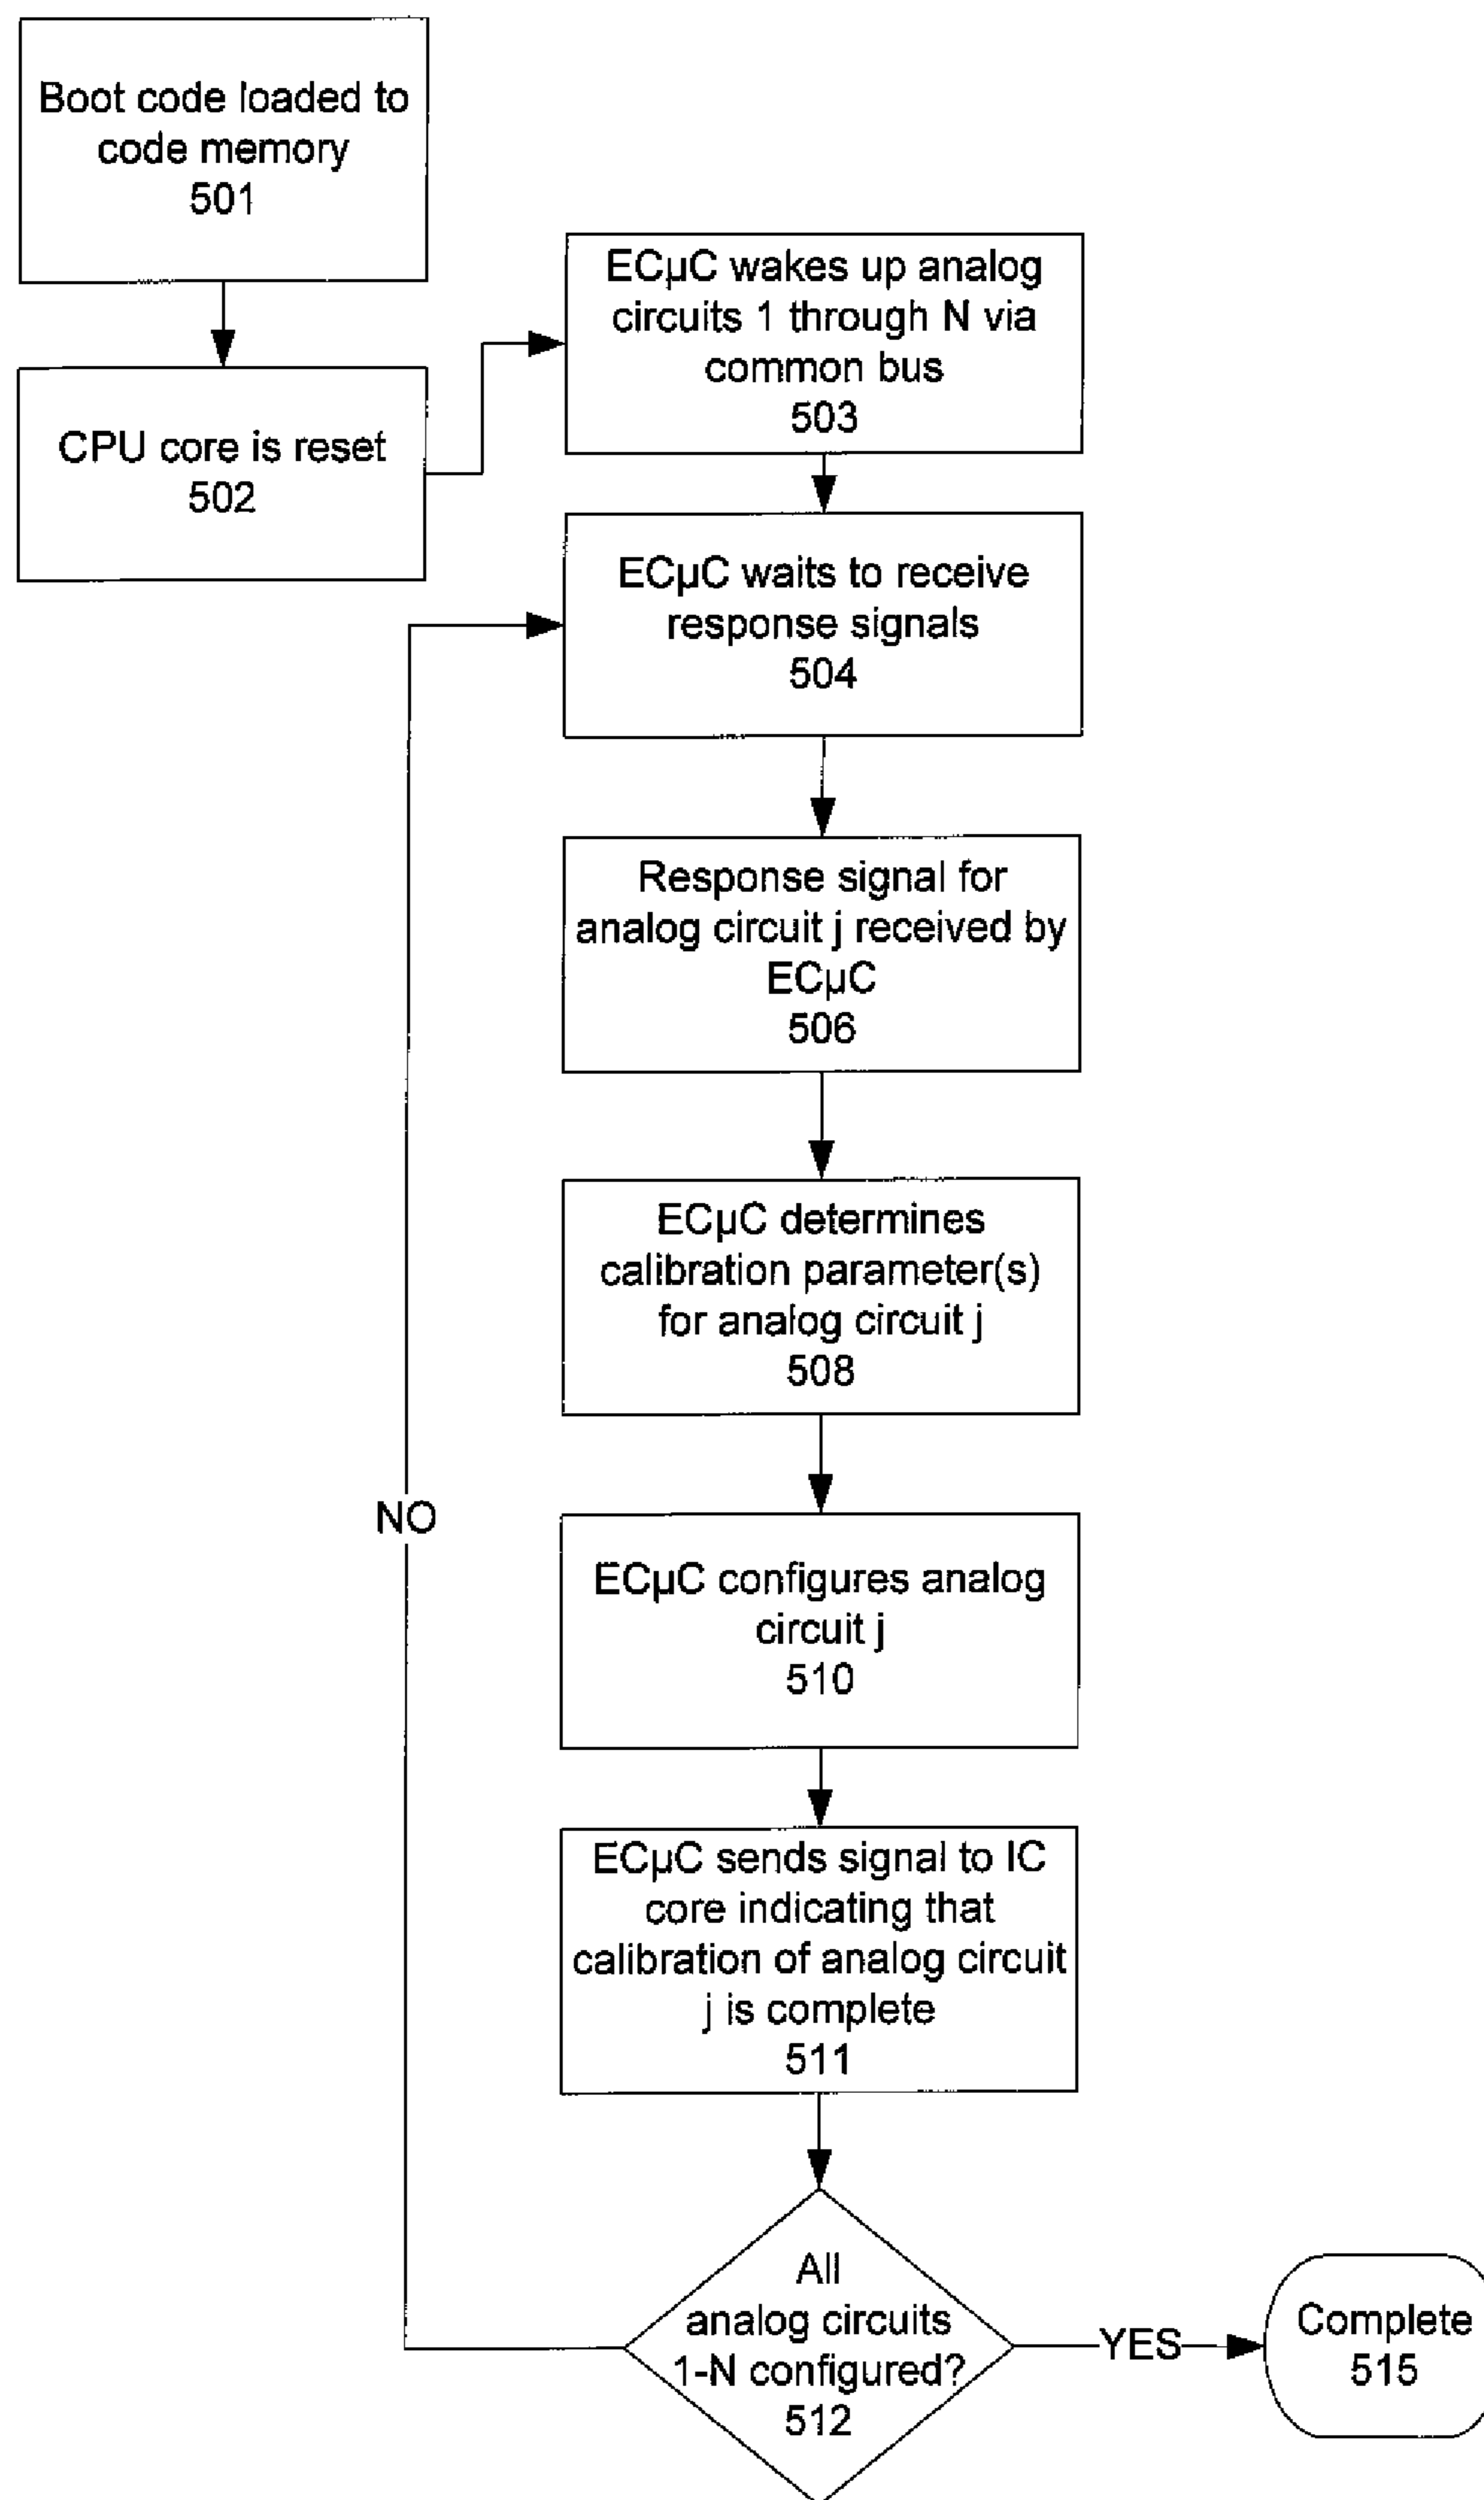 Boot code loaded to
code memory
501
CPU core is reset
502
ECµC wakes up analog
circuits 1 through N via
common bus
503
ECµC waits to receive
response signals
504
Response signal for
analog circuit j received by
ECµC
506
ECµC determines
calibration parameter(s)
for analog circuit j
508
NO
ECµC configures analog
circuit j
510
ECµC sends signal to IC
core indicating that
calibration of analog circuit
j is complete
511
All
analog circuits
1-N configured?
512
YES
Complete
515